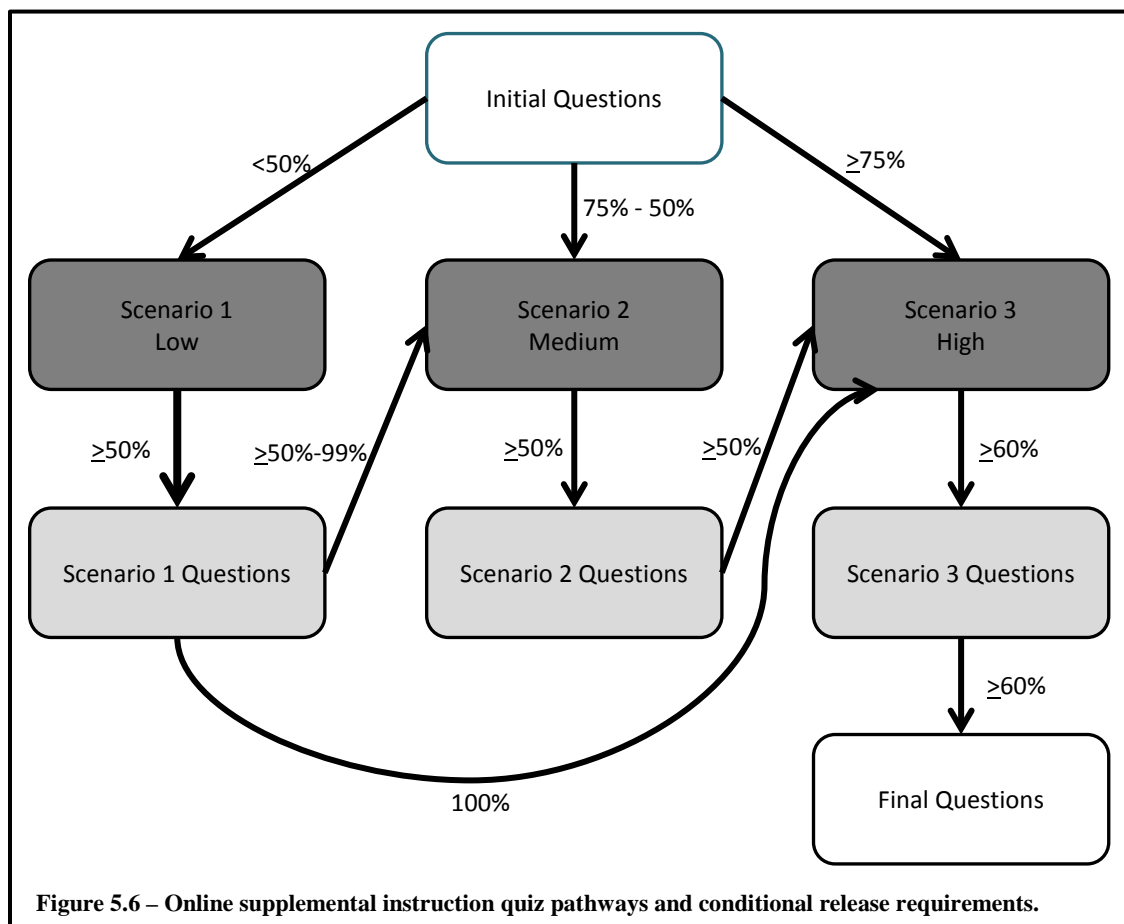 Initial Questions
<50%
75% - 50%
≥75%
Scenario 1
Low
Scenario 2
Medium
Scenario 3
High
≥50%
≥50%-99%
≥50%
≥50%
≥60%
Scenario 1 Questions
Scenario 2 Questions
Scenario 3 Questions
≥60%
100%
Final Questions
Figure 5.6 – Online supplemental instruction quiz pathways and conditional release requirements.